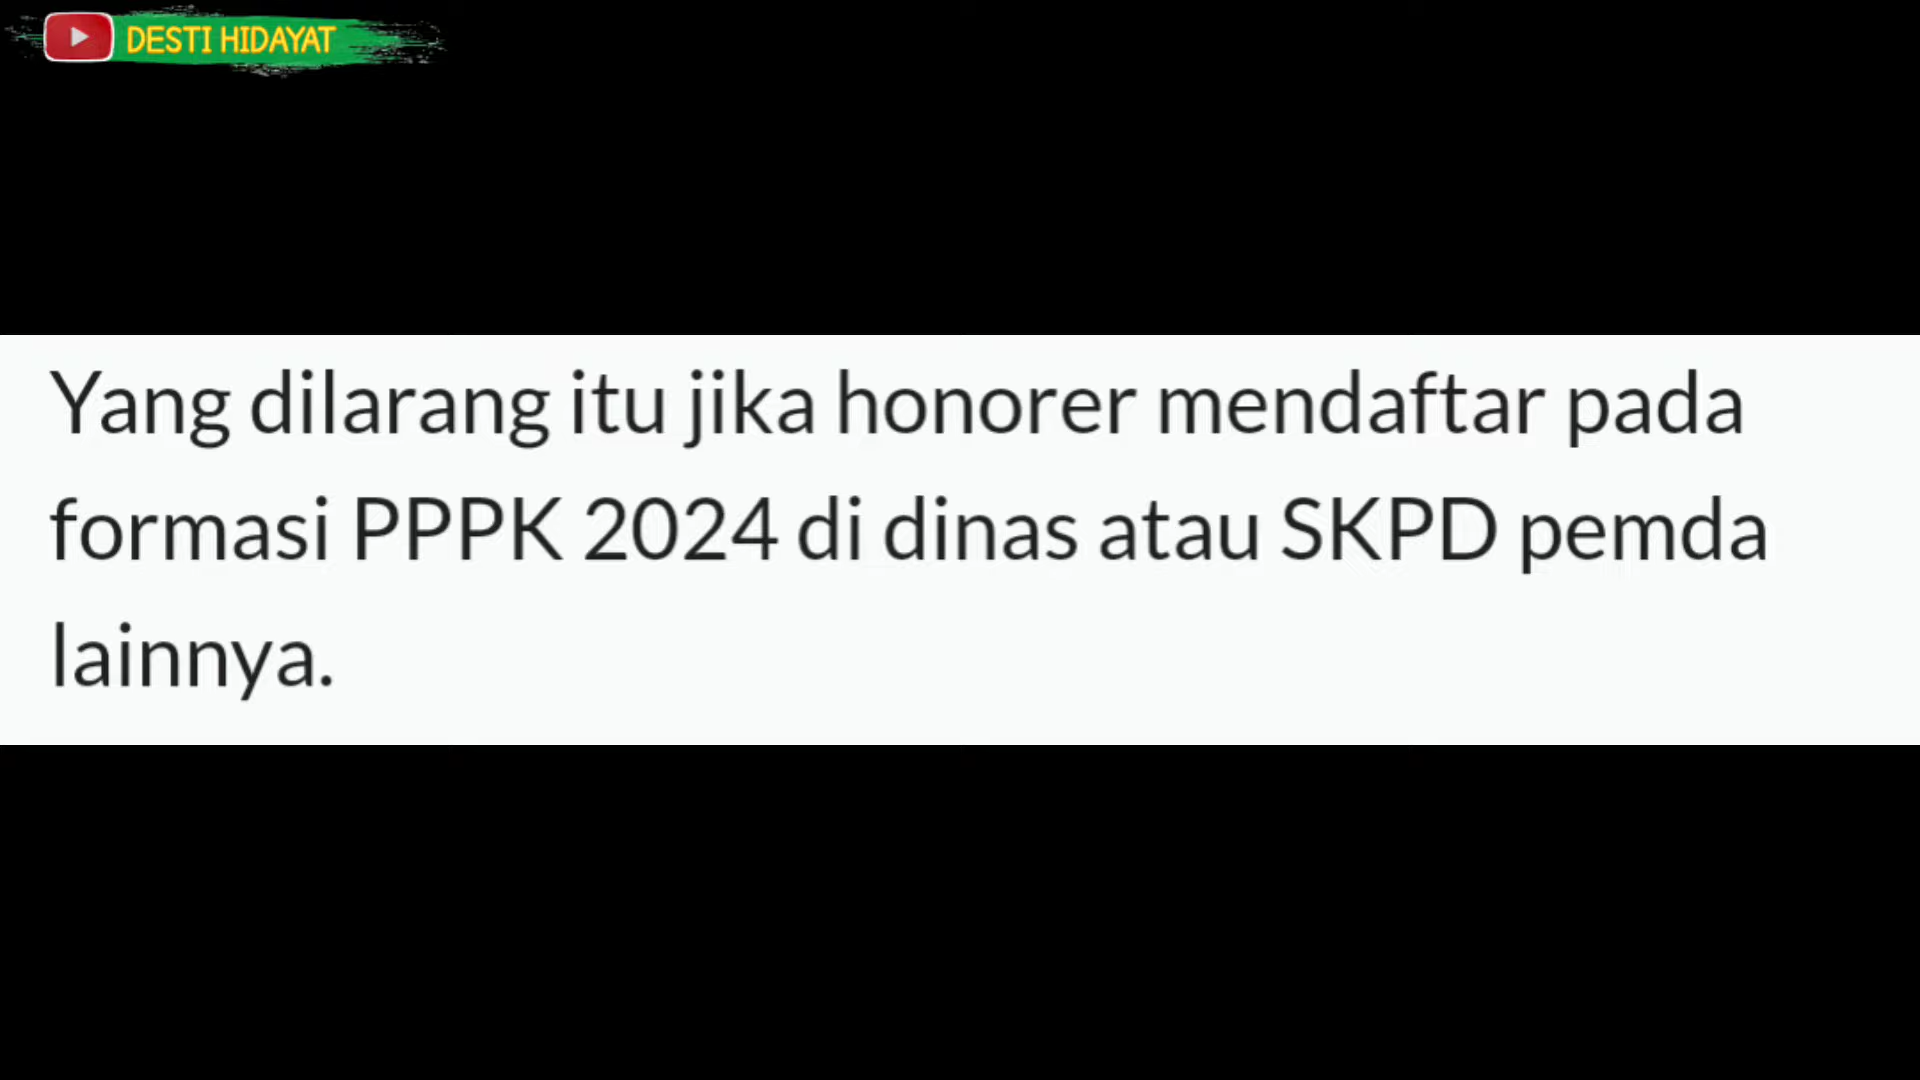 DESTI HIDAYAT
Yang dilarang itu jika honorer mendaftar pada
formasi PPPK 2024 di dinas atau SKPD pemda
lainnya.